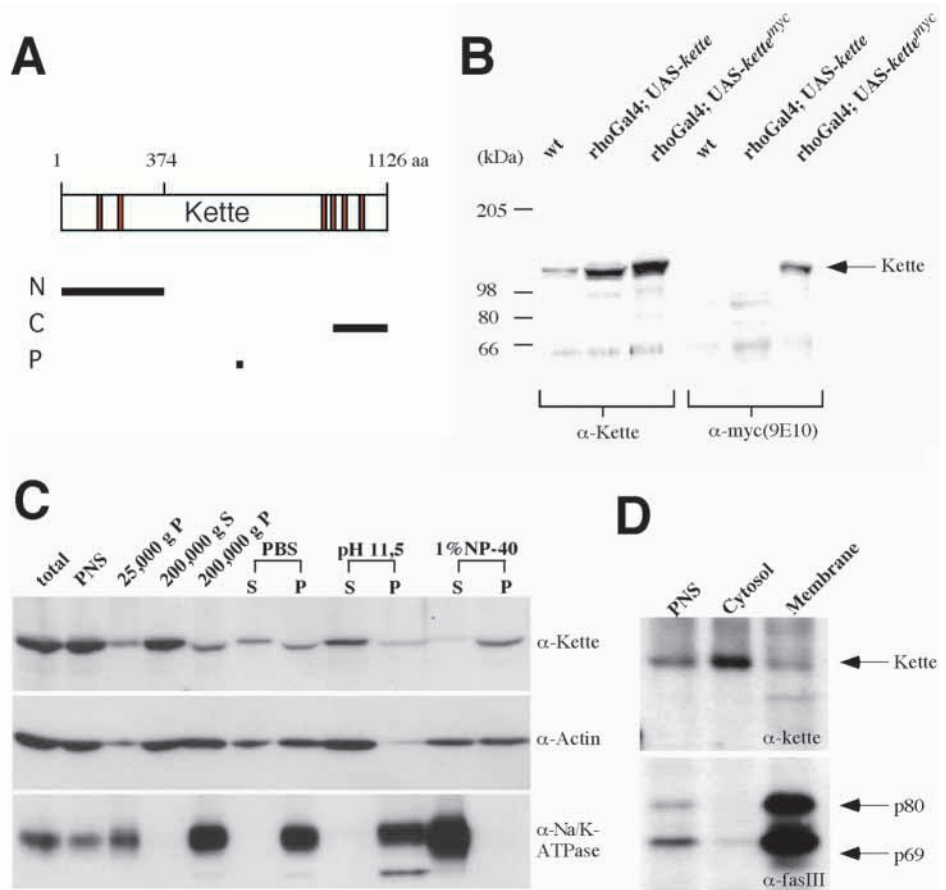 A
1 374 1126 aa
Kette
N
C
P
B
(kDa) wt rhoGal4; UAS-kette rhoGal4; UAS-kette^myc wt rhoGal4; UAS-kette rhoGal4; UAS-kette^myc
205
98
80
66
Kette
α-Kette α-myc(9E10)
C
total PNS 25,000 g P 200,000 g S 200,000 g P PBS pH 11,5 1%NP-40
S P S P S P
α-Kette
α-Actin
α-Na/K-
ATPase
D
PNS Cytosol Membrane
Kette
α-kette
p80
p69
α-fasIII